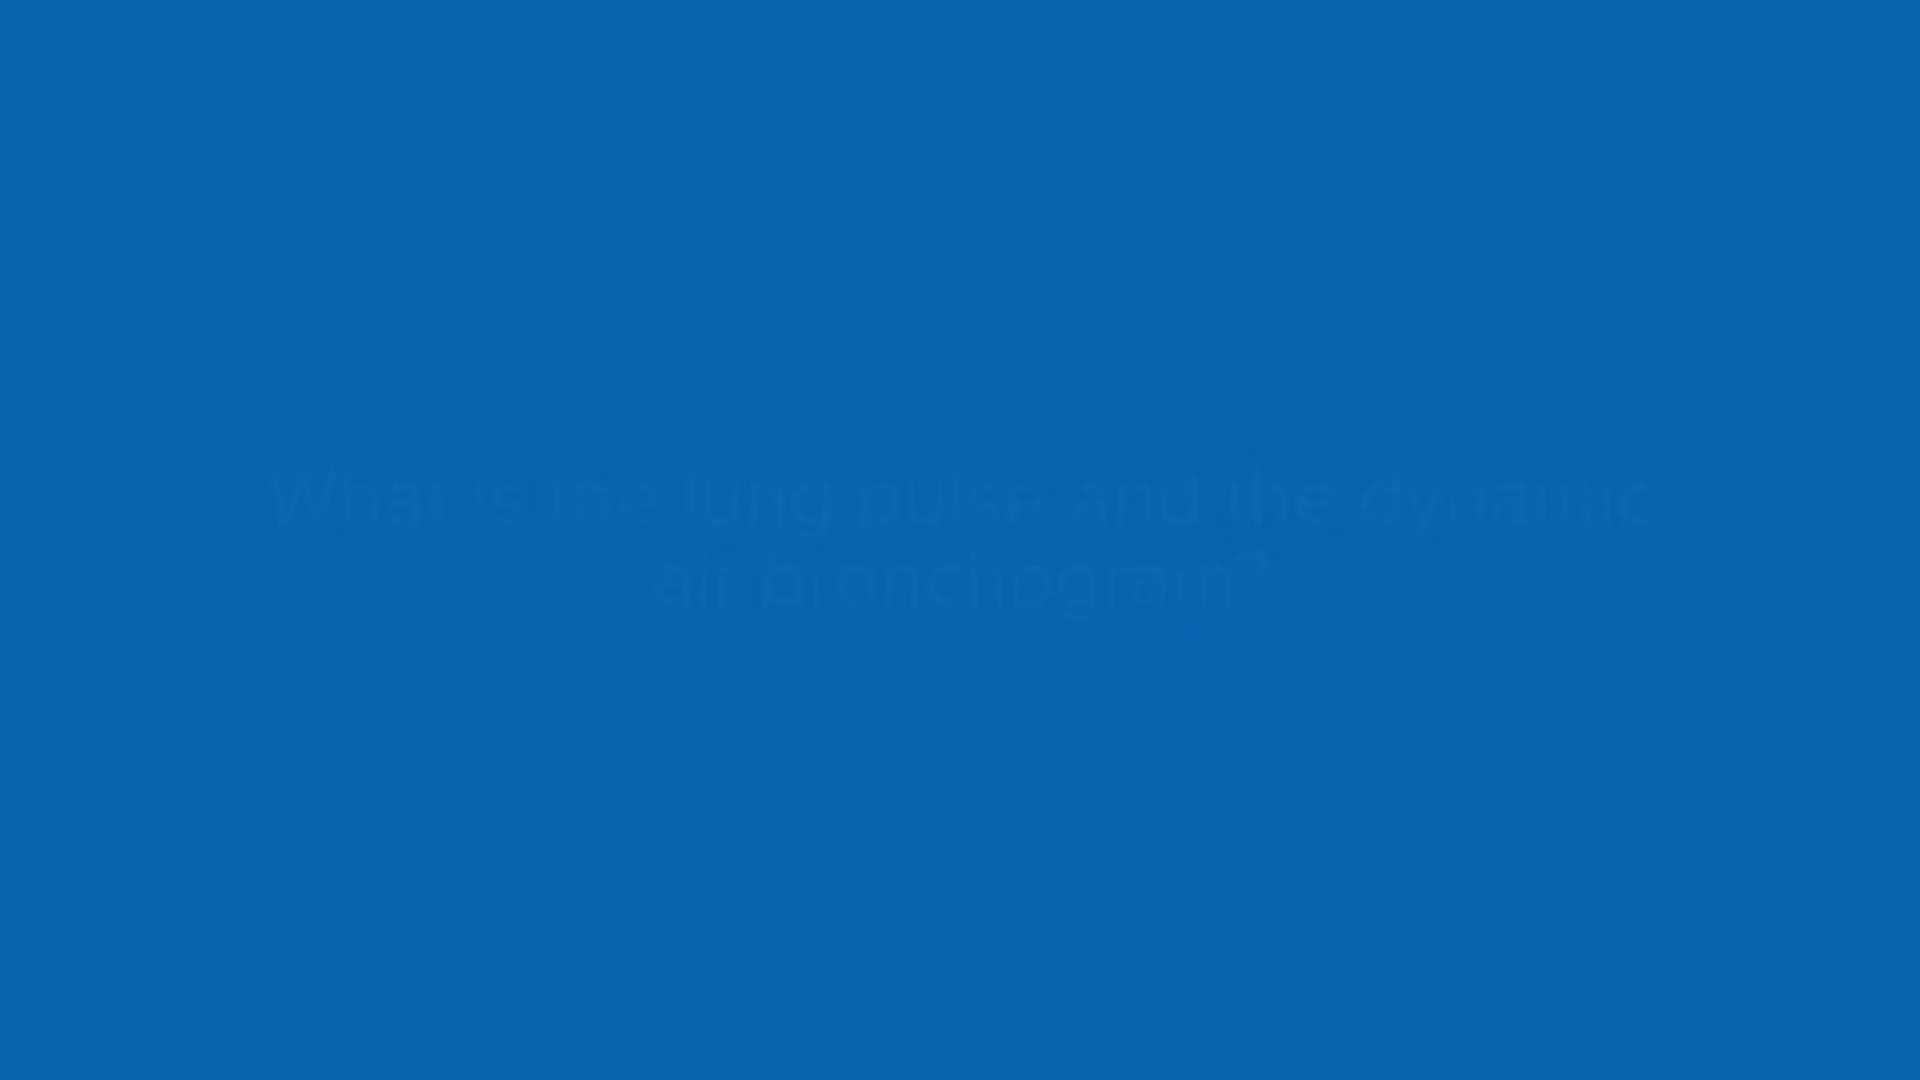 What is the lung pulse and the dynamic
air bronchogram?